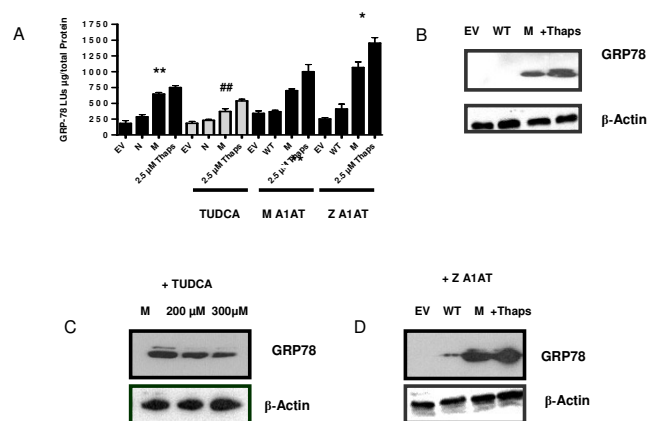 A
GRP-78 LUs µg/total Protein
1750
1500
1250
1000
750
500
250
0
**
##
*
EV
N
M
2.5 µM Thaps
EV
N
M
2.5 µM Thaps
EV
WT
M
2.5 µM Thaps
**
EV
WT
M
2.5 µM Thaps
TUDCA
M A1AT
Z A1AT
B
EV WT M +Thaps
GRP78
β-Actin
+ TUDCA
C
M 200 µM 300µM
GRP78
β-Actin
+ Z A1AT
D
EV WT M +Thaps
GRP78
β-Actin